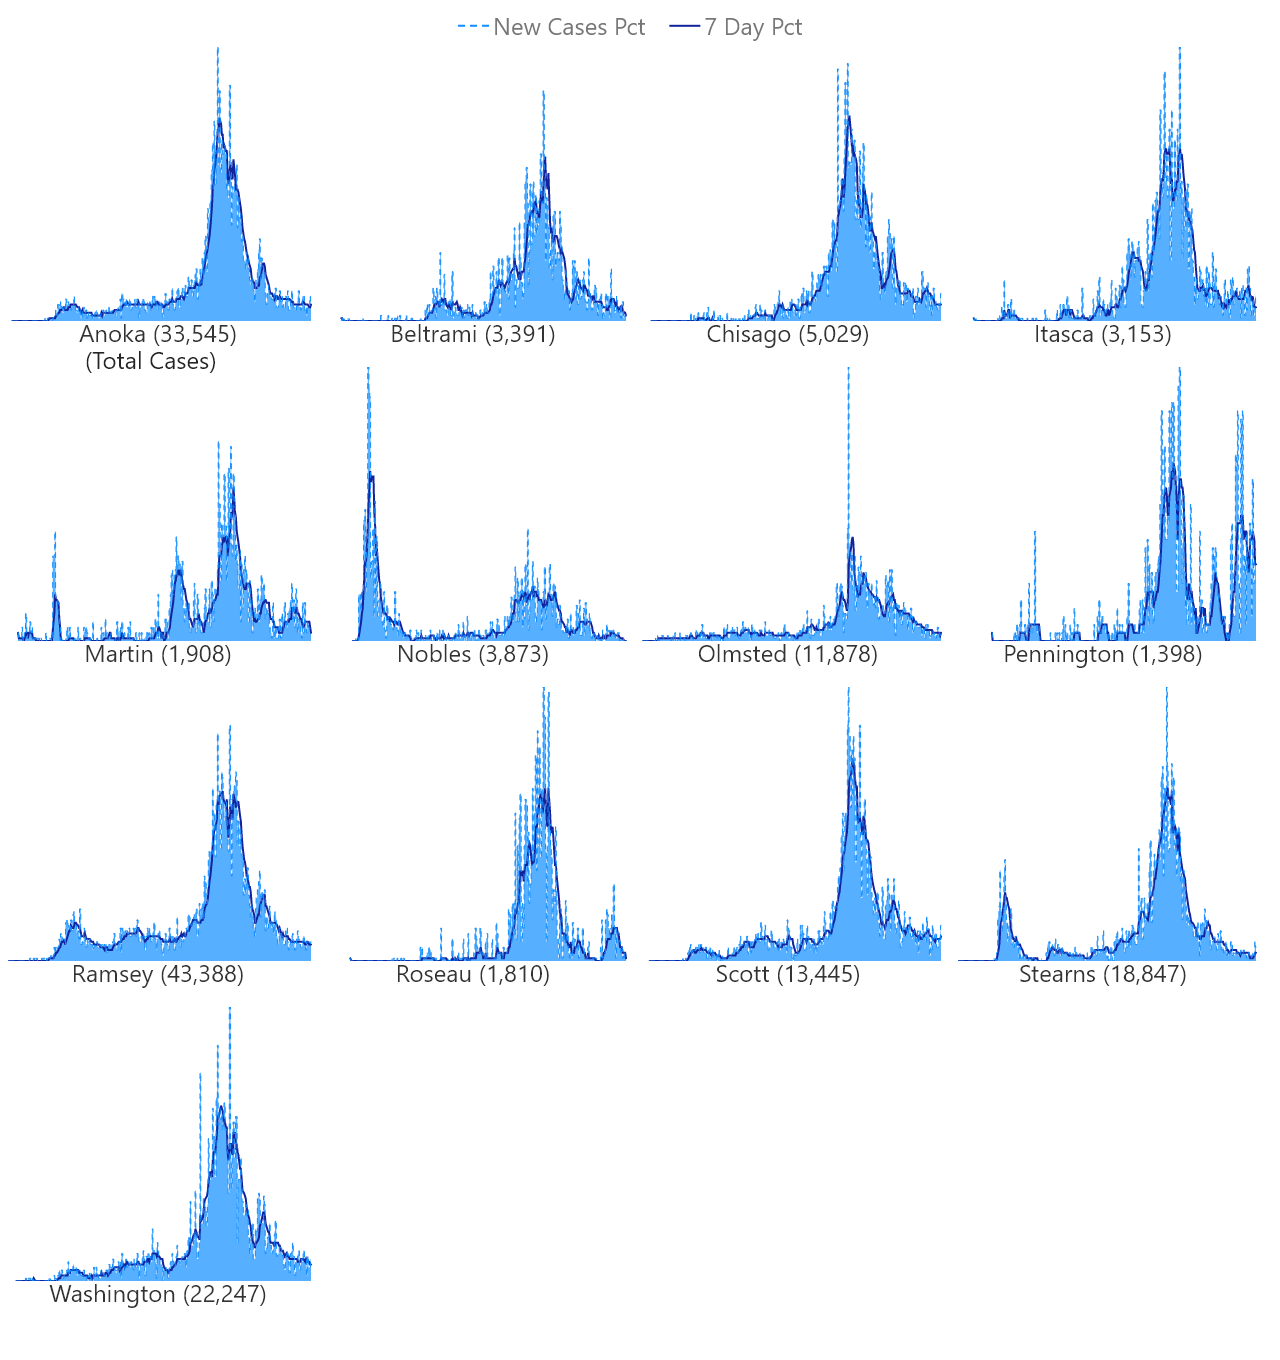 New Cases Pct 7 Day Pct
Anoka (33,545)
(Total Cases)
Beltrami (3,391)
Chisago (5,029)
Itasca (3,153)
Martin (1,908)
Nobles (3,873)
Olmsted (11,878)
Pennington (1,398)
Ramsey (43,388)
Roseau (1,810)
Scott (13,445)
Stearns (18,847)
Washington (22,247)